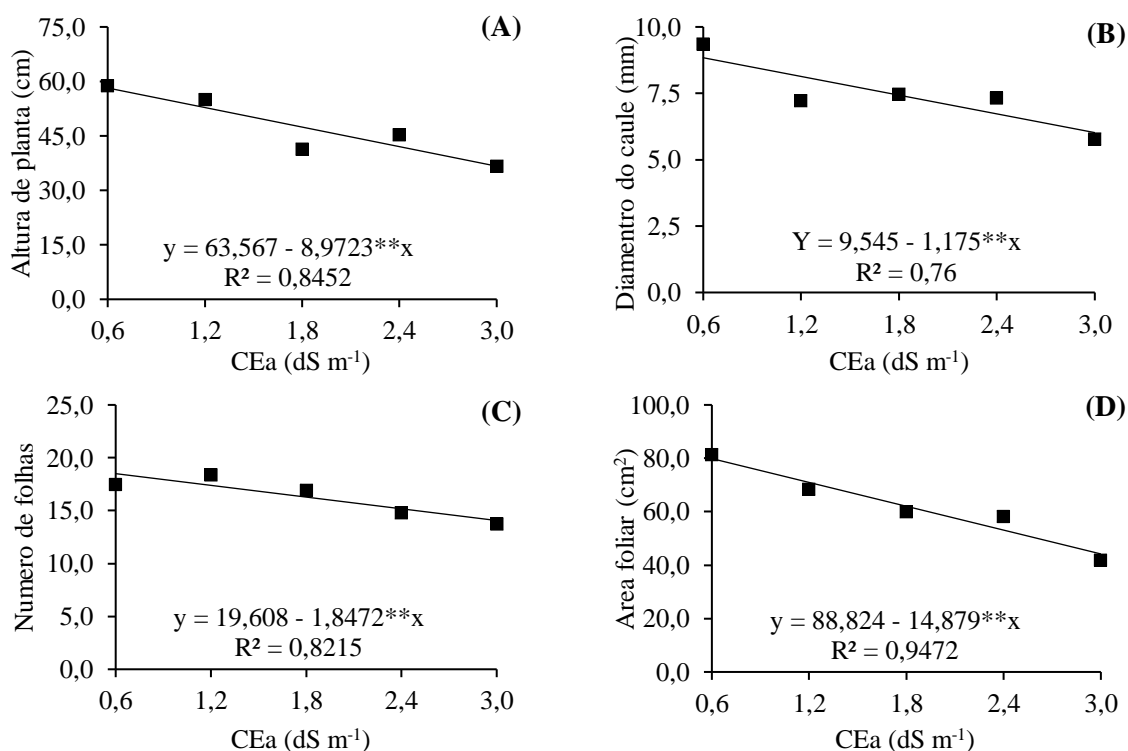 (A)
Altura de planta (cm)
75,0
60,0
45,0
30,0
15,0
0,0
y = 63,567 - 8,9723**x
R² = 0,8452
0,6 1,2 1,8 2,4 3,0
CEa (dS m⁻¹)
(B)
Diamentro do caule (mm)
10,0
7,5
5,0
2,5
0,0
Y = 9,545 - 1,175**x
R² = 0,76
0,6 1,2 1,8 2,4 3,0
CEa (dS m⁻¹)
(C)
Numero de folhas
25,0
20,0
15,0
10,0
5,0
0,0
y = 19,608 - 1,8472**x
R² = 0,8215
0,6 1,2 1,8 2,4 3,0
CEa (dS m⁻¹)
(D)
Area foliar (cm²)
100,0
80,0
60,0
40,0
20,0
0,0
y = 88,824 - 14,879**x
R² = 0,9472
0,6 1,2 1,8 2,4 3,0
CEa (dS m⁻¹)